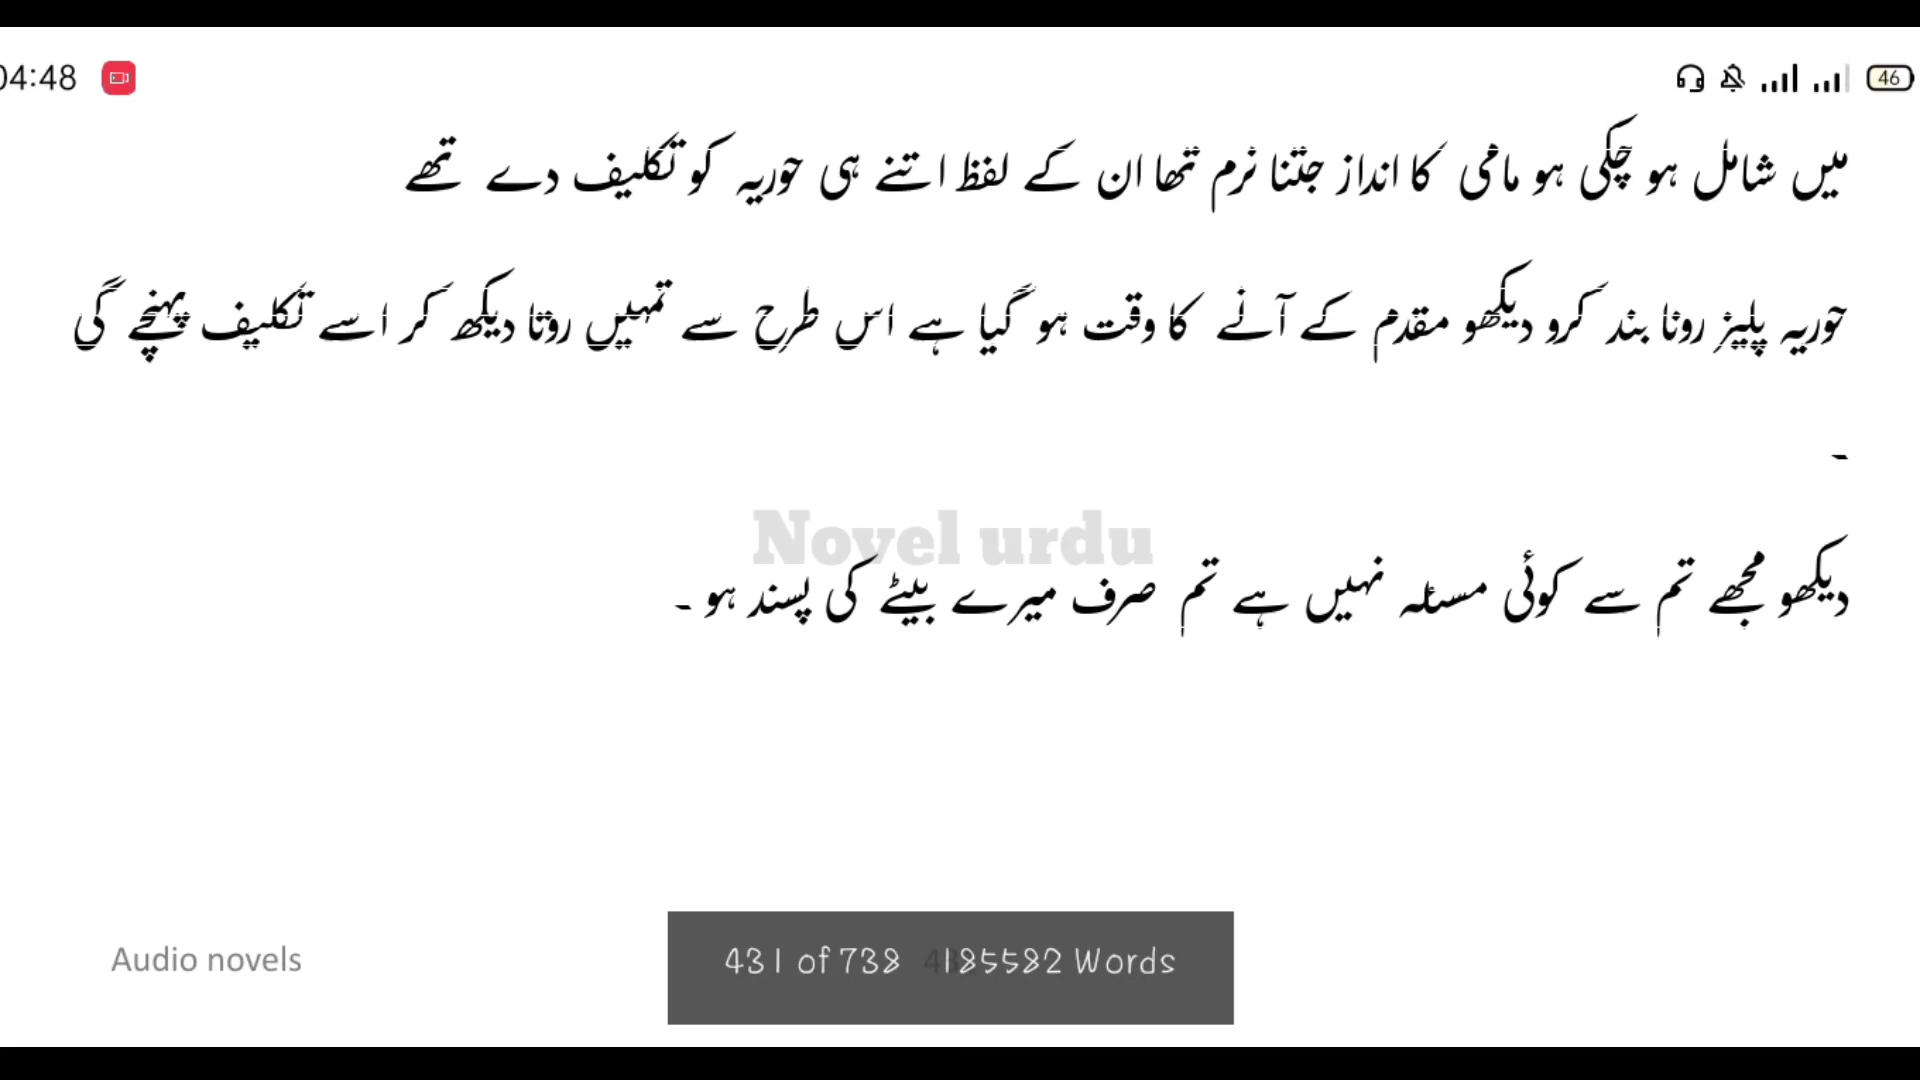 04:48
46
میں شامل ہو چکی ہو مامی کا انداز جتنا نرم تھا ان کے لفظ اتنے ہی حوریہ کو تکلیف دے تھے
حوریہ پلیز رونا بند کرو دیکھو مقدم کے آنے کا وقت ہو گیا ہے اس طرح سے تمہیں روتا دیکھ کر اسے تکلیف پہنچے گی
۔
Novel urdu
دیکھو مجھے تم سے کوئی مسئلہ نہیں ہے تم صرف میرے بیٹے کی پسند ہو ۔
Audio novels
431 of 738 185582 Words